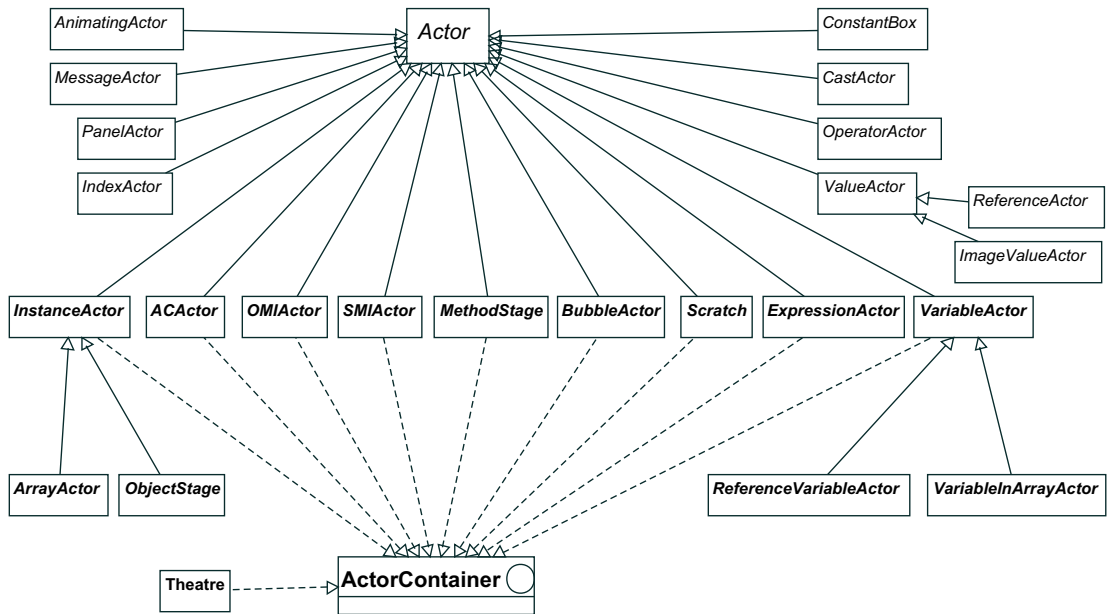 AnimatingActor
Actor
ConstantBox
MessageActor
CastActor
PanelActor
OperatorActor
IndexActor
ValueActor
ReferenceActor
ImageValueActor
InstanceActor
ACActor
OMIActor
SMIActor
MethodStage
BubbleActor
Scratch
ExpressionActor
VariableActor
ArrayActor
ObjectStage
ReferenceVariableActor
VariableInArrayActor
Theatre
ActorContainer